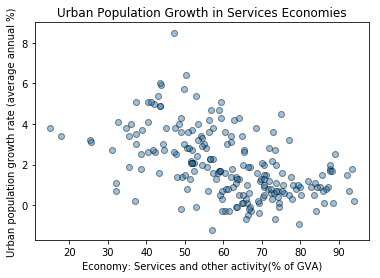 Urban Population Growth in Services Economies
Urban population growth rate (average annual %)
8
6
4
2
0
20 30 40 50 60 70 80 90
Economy: Services and other activity(% of GVA)